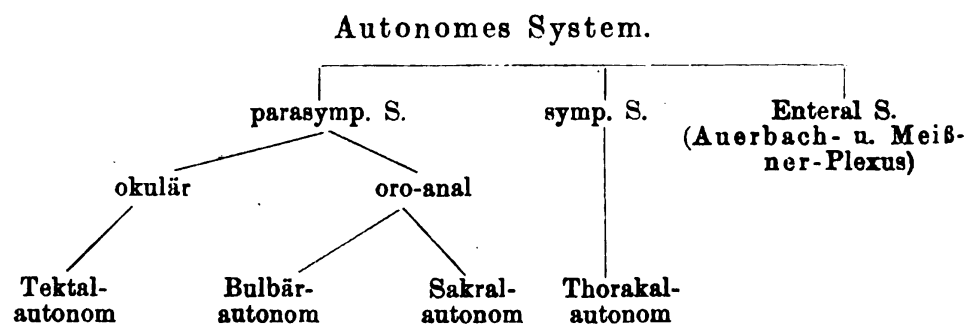 Autonomes System.
parasymp. S. symp. S. Enteral S.
(Auerbach- u. Meiß-
ner-Plexus)
okulär oro-anal
Tektal- Bulbär- Sakral- Thorakal-
autonom autonom autonom autonom